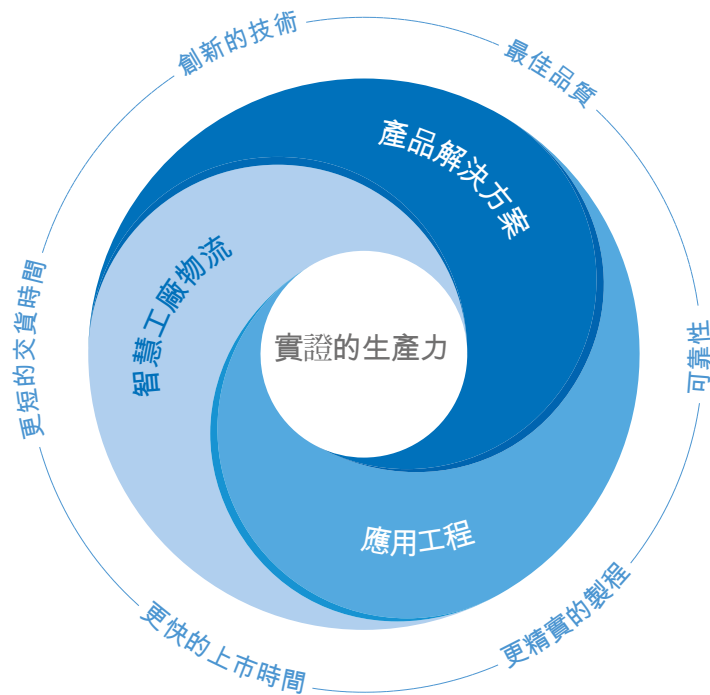 創新的技術
最佳品質
產品解決方案
智慧工廠物流
更短的交貨時間
實證的生產力
可靠性
應用工程
更快的上市時間
更精實的製程